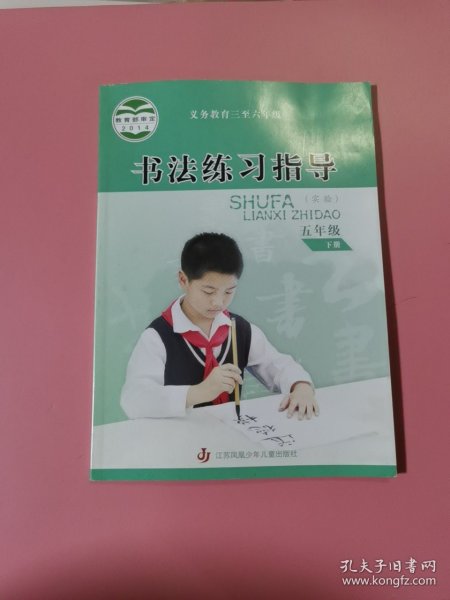 教育部审定
2014
义务教育三至六年级
书法练习指导
SHUFA
（实验）
LIANXI ZHIDAO
五年级
下册
書
書
江苏凤凰少年儿童出版社
孔夫子旧书网
www.kongfz.com